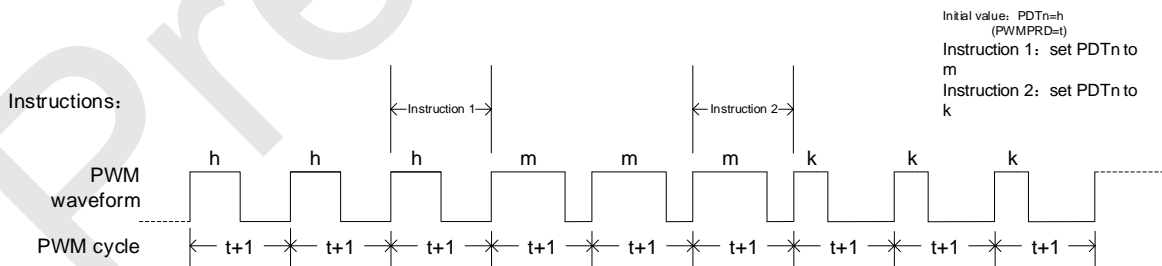 Initial value：PDTn=h
(PWMPRD=t)
Instruction 1：set PDTn to
m
Instruction 2：set PDTn to
k
Instructions：
Instruction 1
Instruction 2
h h h m m m k k k
PWM
waveform
PWM cycle t+1 t+1 t+1 t+1 t+1 t+1 t+1 t+1 t+1
Pre